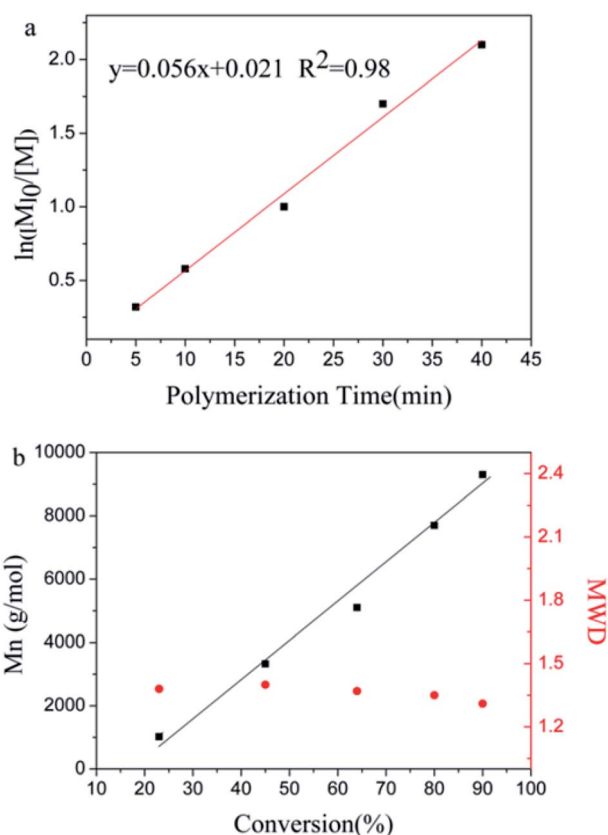 a
y=0.056x+0.021 R²=0.98
ln([M]0/[M]
2.0
1.5
1.0
0.5
0 5 10 15 20 25 30 35 40 45
Polymerization Time(min)
b
Mn (g/mol)
10000
8000
6000
4000
2000
0
2.4
2.1
1.8
1.5
1.2
MWD
10 20 30 40 50 60 70 80 90 100
Conversion(%)